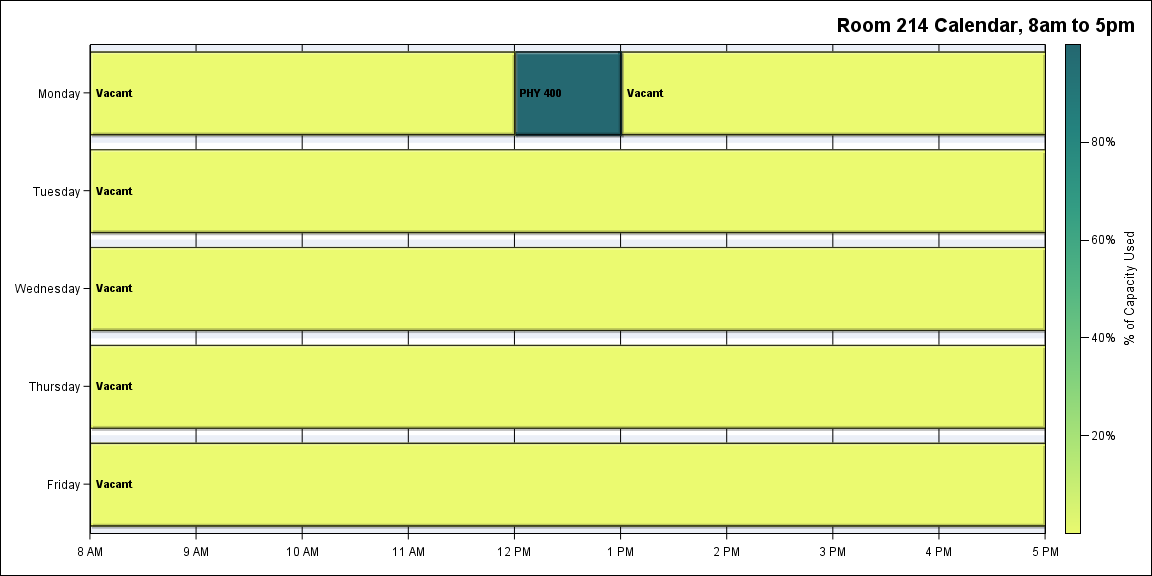 Room 214 Calendar, 8am to 5pm
Monday
Vacant
PHY 400
Vacant
Tuesday
Vacant
Wednesday
Vacant
Thursday
Vacant
Friday
Vacant
8 AM 9 AM 10 AM 11 AM 12 PM 1 PM 2 PM 3 PM 4 PM 5 PM
80%
60%
40%
20%
% of Capacity Used